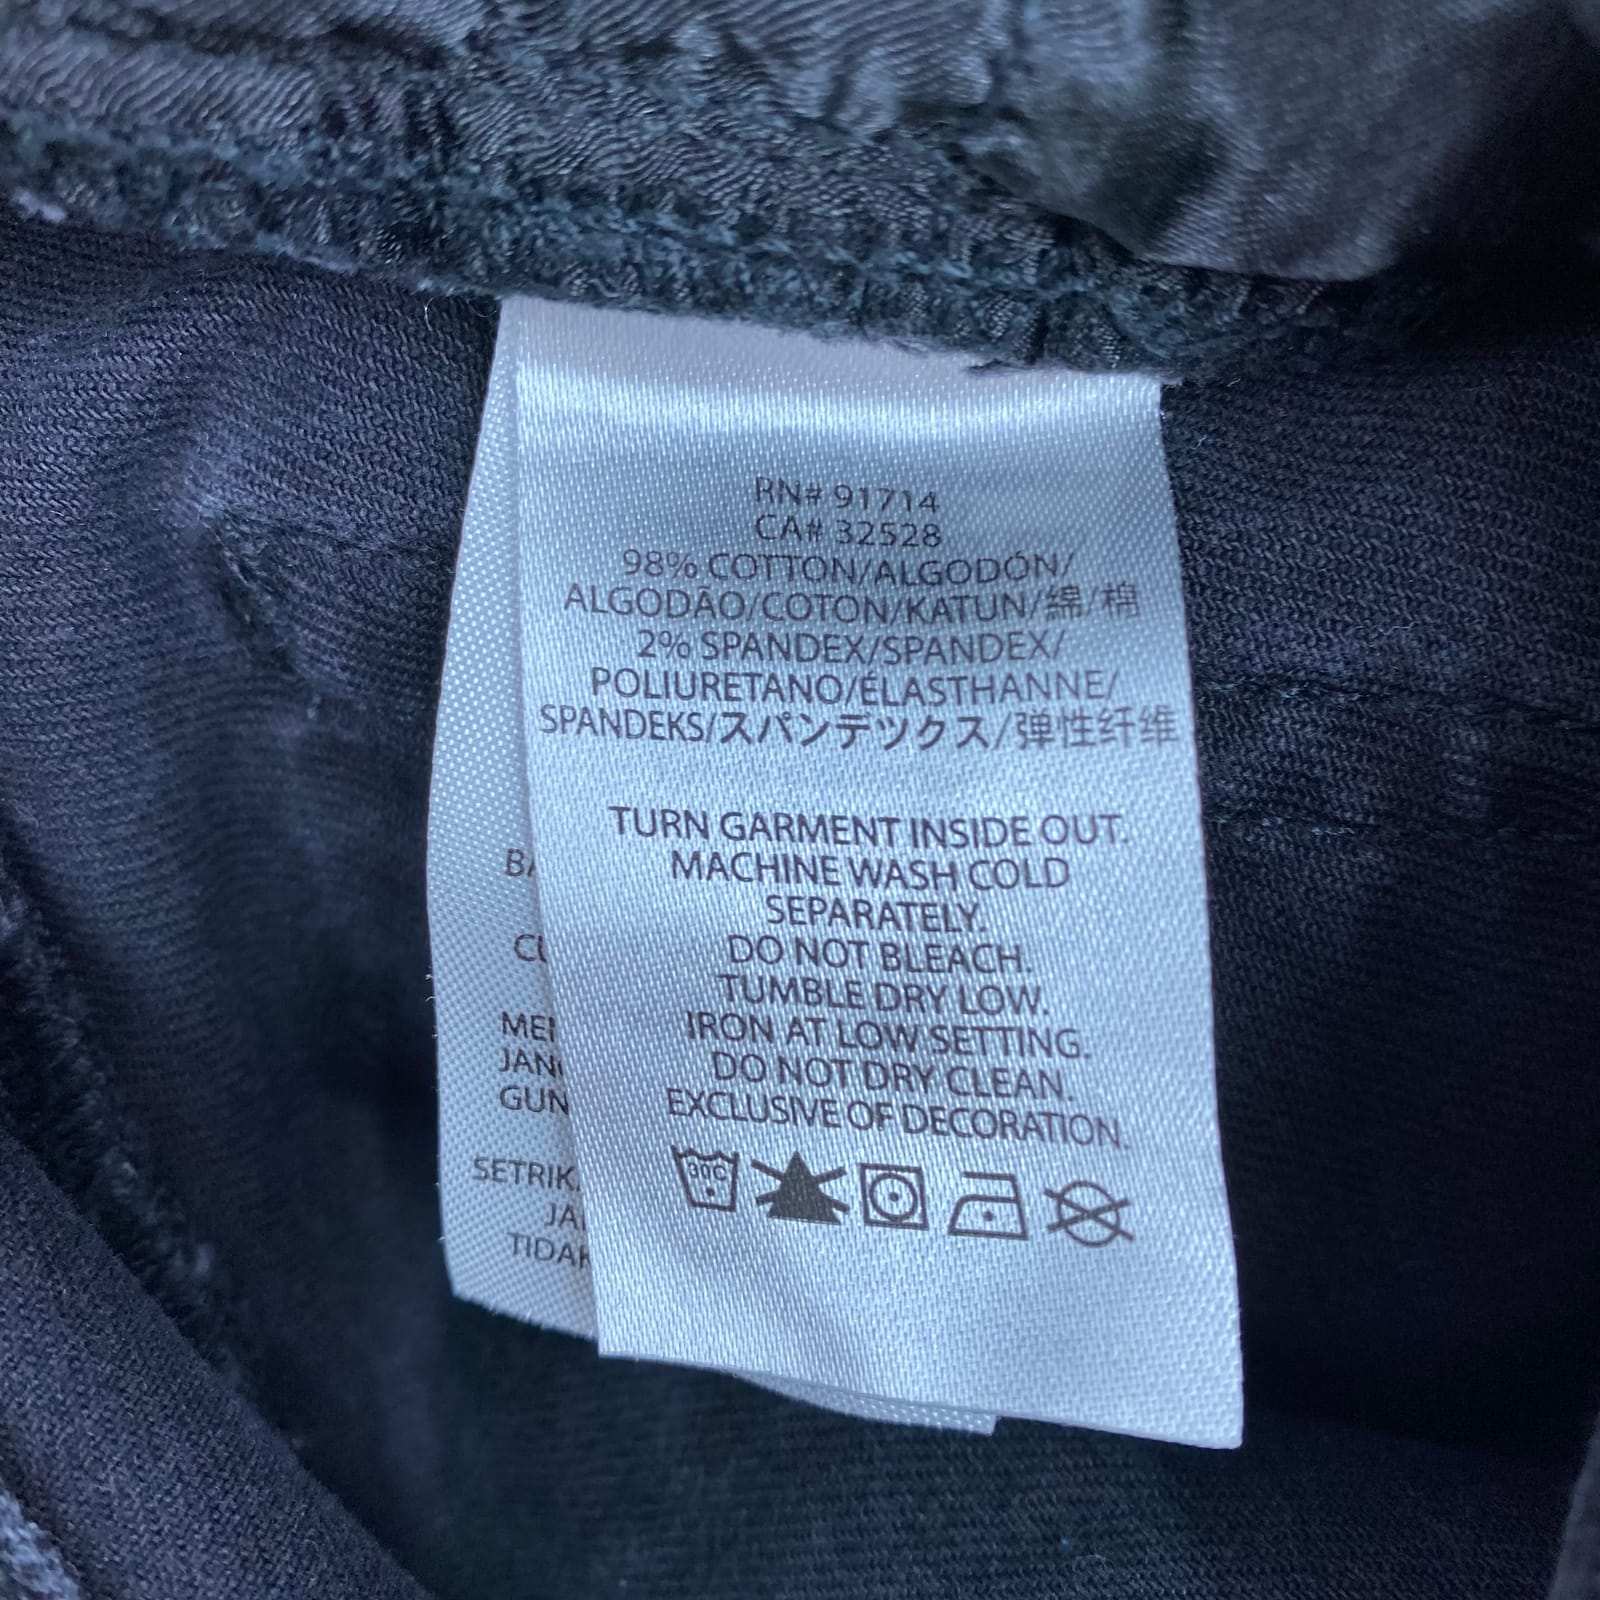 RN# 91714
CA# 32528
98% COTTON/ALGODÓN/
ALGODÃO/COTON/KATUN/綿/棉
2% SPANDEX/SPANDEX/
POLIURETANO/ÉLASTHANNE/
SPANDEKS/スパンデックス/弹性纤维
TURN GARMENT INSIDE OUT.
MACHINE WASH COLD
SEPARATELY.
DO NOT BLEACH.
TUMBLE DRY LOW.
IRON AT LOW SETTING.
DO NOT DRY CLEAN.
EXCLUSIVE OF DECORATION.
30C